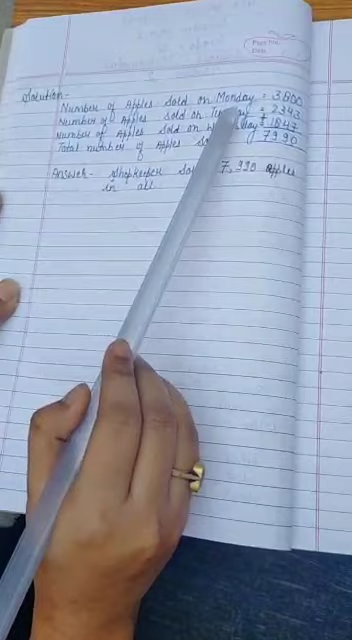 Solution-
Number of Apples Sold on Monday = 3800
Number of Apples Sold on = 2343
Number of Apples Sold on + 1847
Total number of Apples 7990
Answer- Shopkeeper 7,990 apples
in all